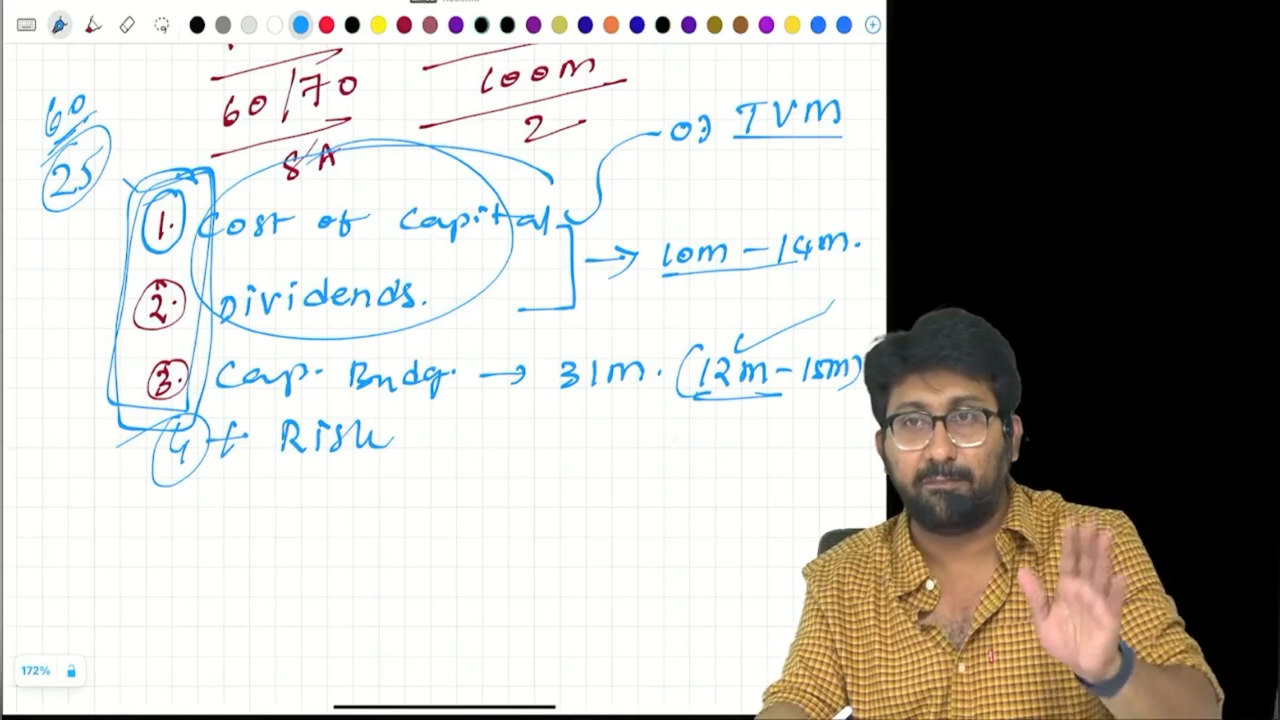 60/70
100m
60
2
03 TVM
25
S/A
1. Cost of Capital
10m - 14m.
2. Dividends.
3. Cap. Budg. → 31m. (12m - 15m)
4 + Risk
172%